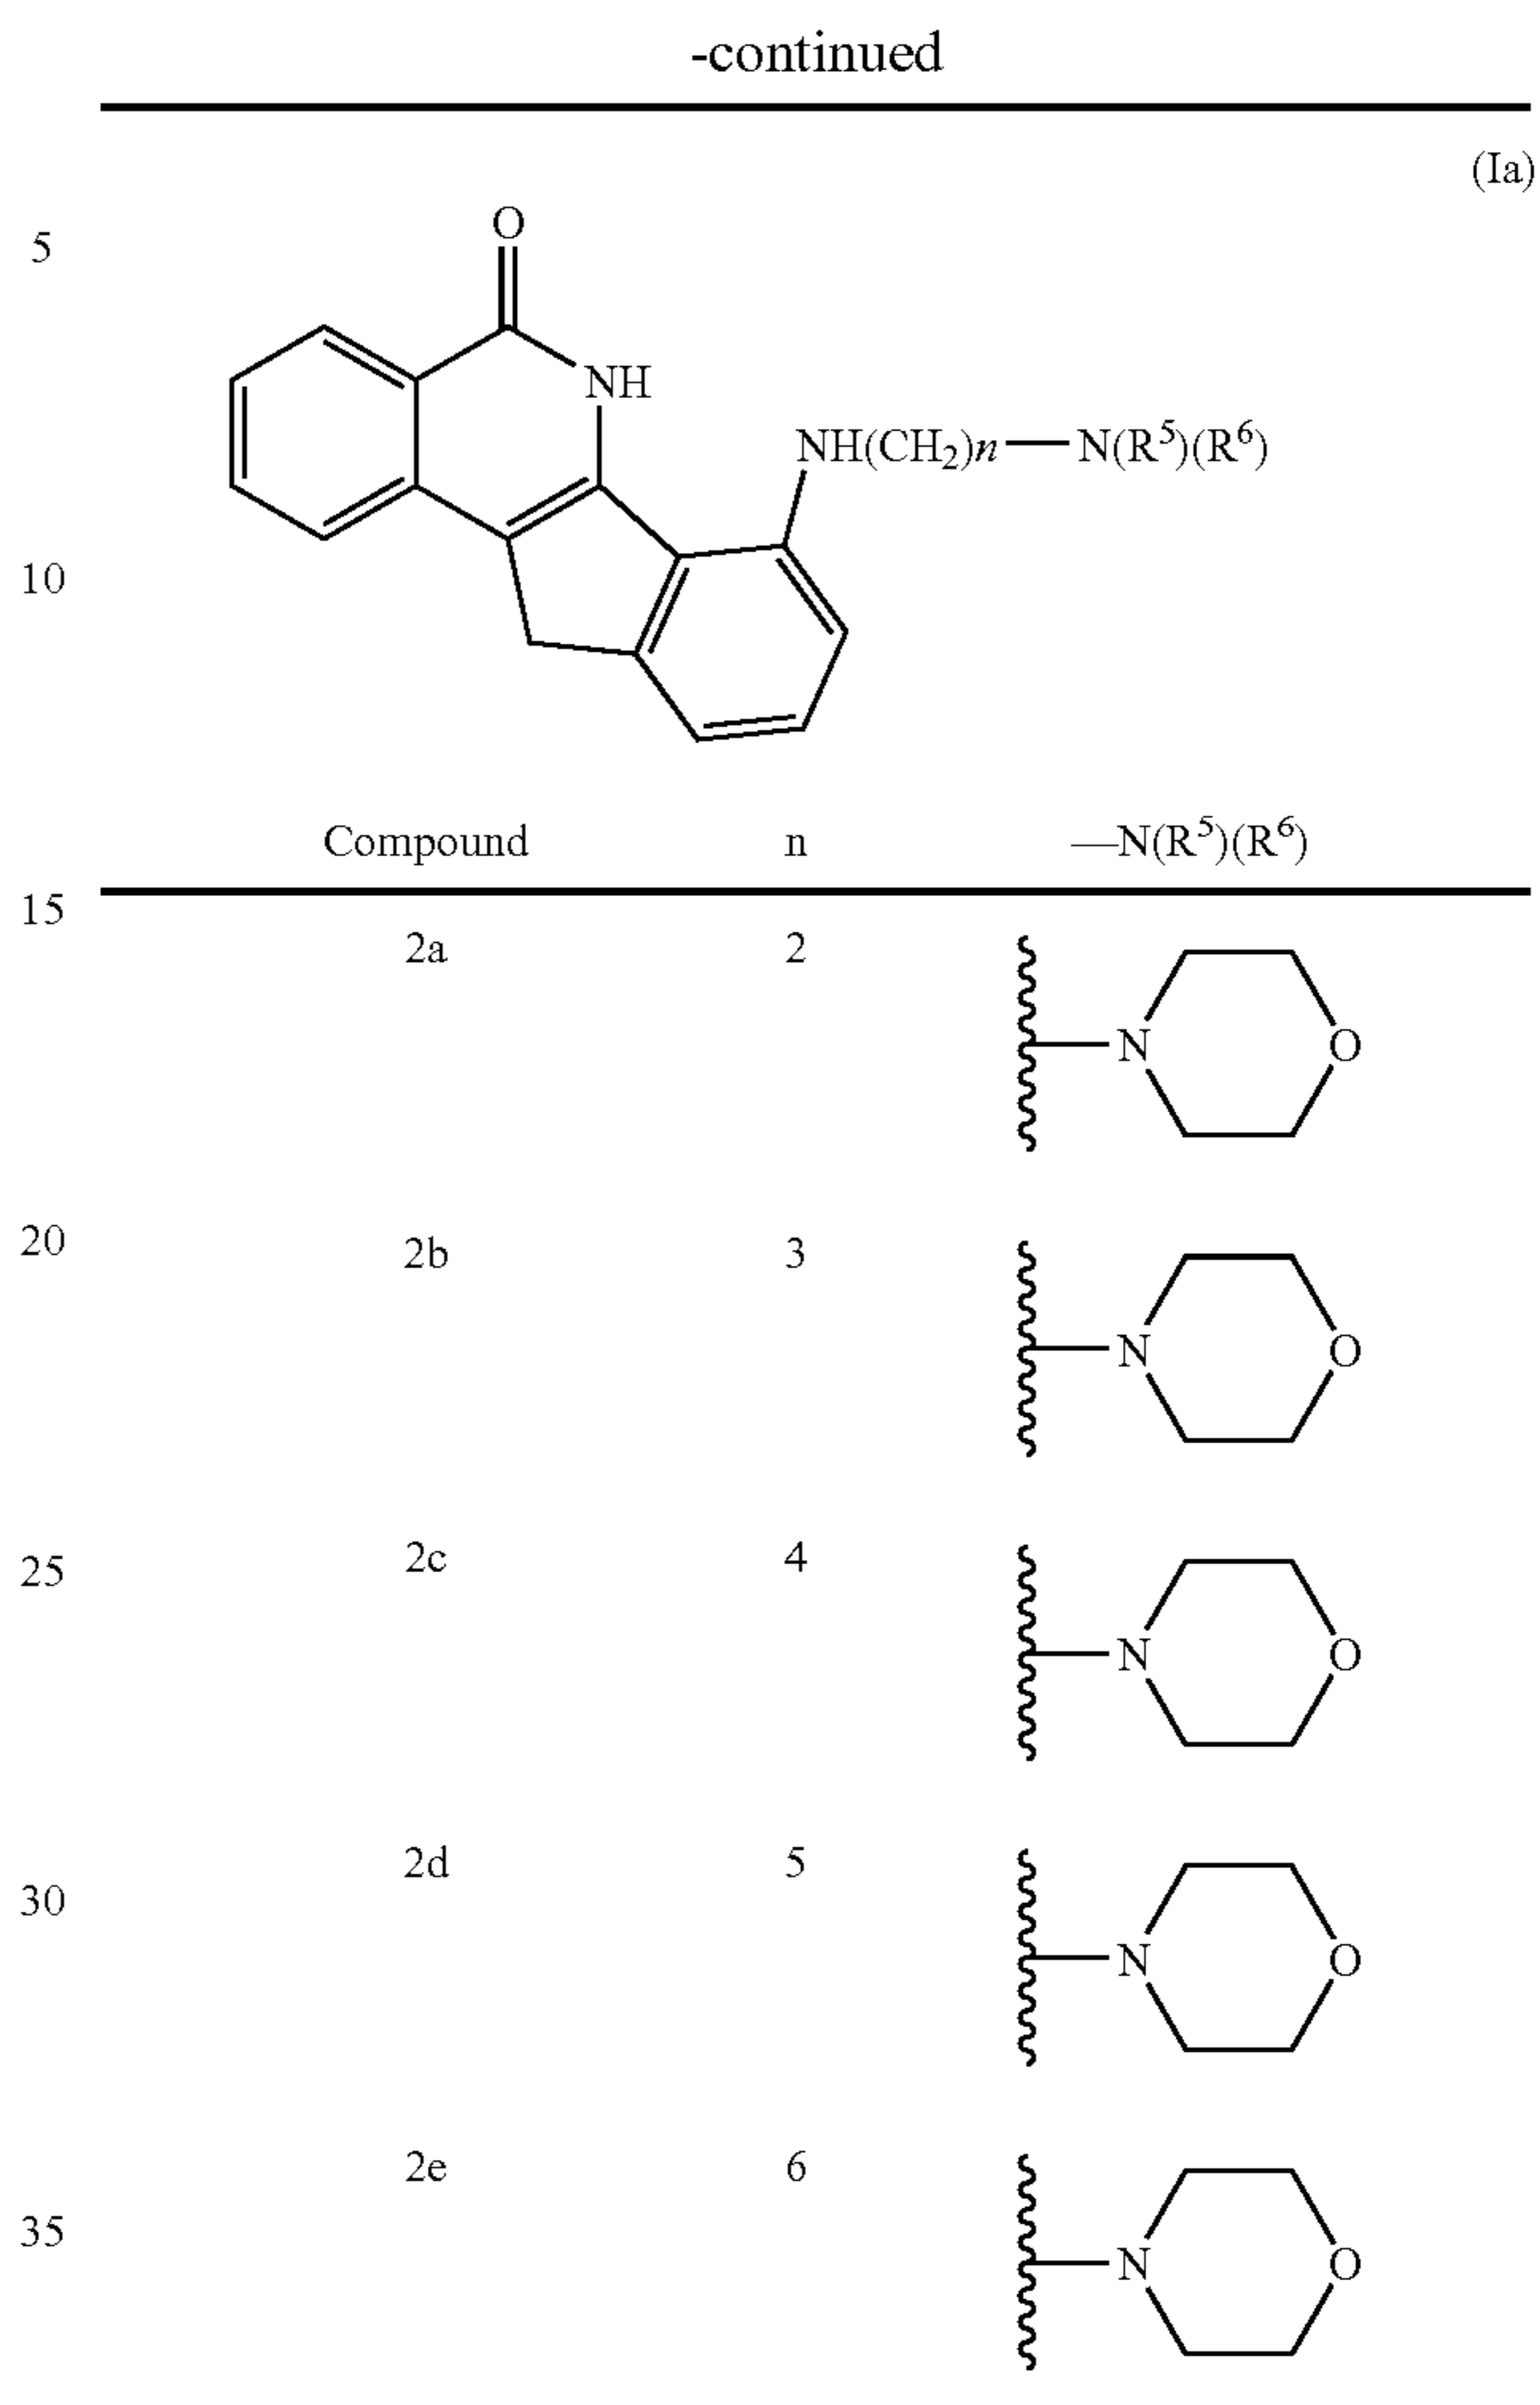 -continued
(Ia)
O
5
NH
NH(CH₂)n—N(R⁵)(R⁶)
10
Compound n —N(R⁵)(R⁶)
15
2a 2
N O
20 2b 3
N O
25 2c 4
N O
2d 5
30
N O
2e 6
35
N O